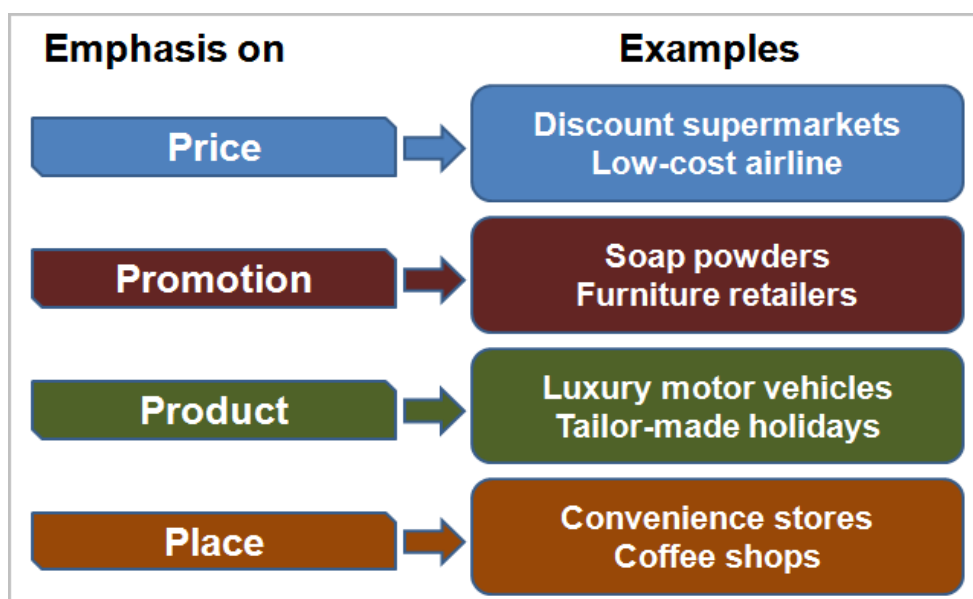 Emphasis on
Examples
Price
Discount supermarkets
Low-cost airline
Promotion
Soap powders
Furniture retailers
Product
Luxury motor vehicles
Tailor-made holidays
Place
Convenience stores
Coffee shops